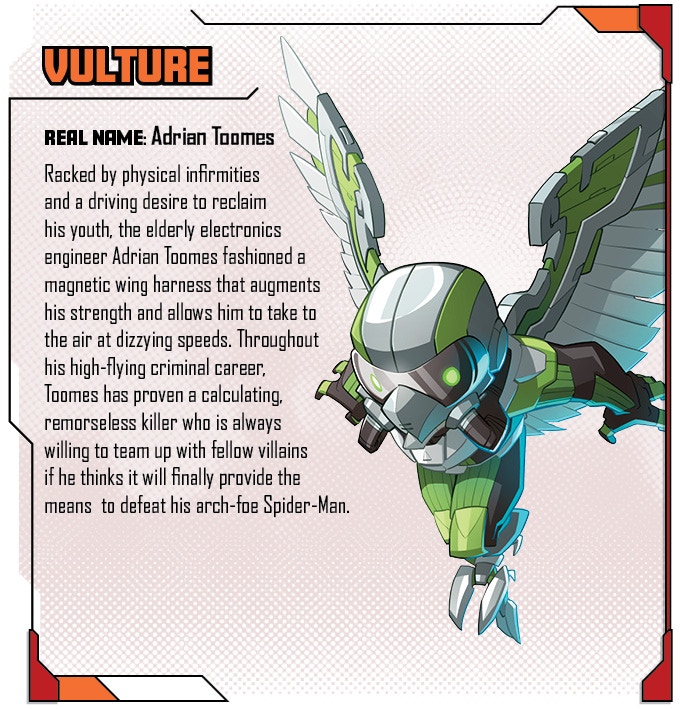 VULTURE
REAL NAME: Adrian Toomes
Racked by physical infirmities
and a driving desire to reclaim
his youth, the elderly electronics
engineer Adrian Toomes fashioned a
magnetic wing harness that augments
his strength and allows him to take to
the air at dizzying speeds. Throughout
his high-flying criminal career,
Toomes has proven a calculating,
remorseless killer who is always
willing to team up with fellow villains
if he thinks it will finally provide the
means  to defeat his arch-foe Spider-Man.